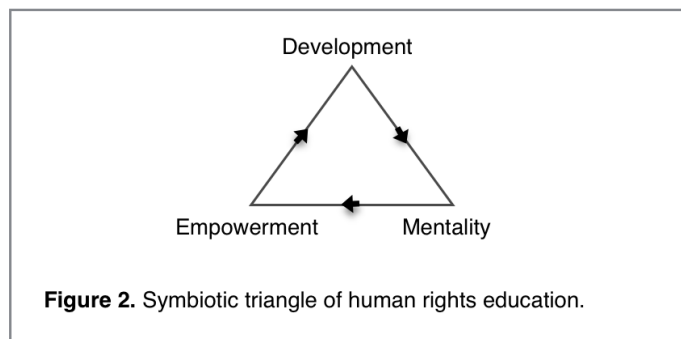 Development
Empowerment Mentality
Figure 2. Symbiotic triangle of human rights education.